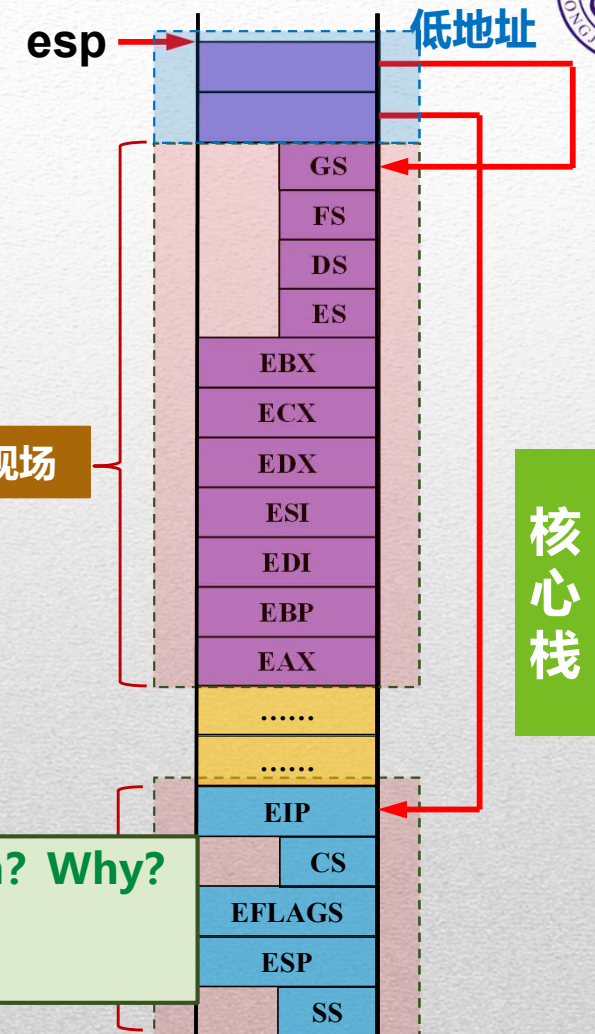 esp
低地址
GS
FS
DS
ES
EBX
ECX
EDX
ESI
EDI
EBP
EAX
现场
核
心
栈
……
……
EIP
CS
? Why?
EFLAGS
ESP
SS